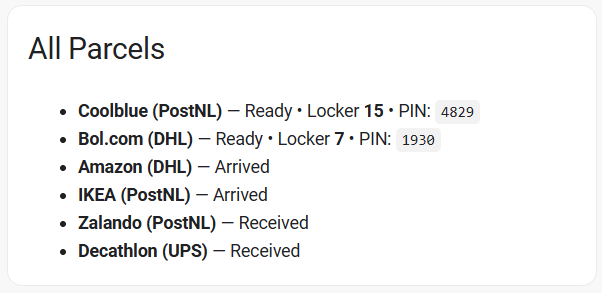 All Parcels
• Coolblue (PostNL) — Ready • Locker 15 • PIN: 4829
• Bol.com (DHL) — Ready • Locker 7 • PIN: 1930
• Amazon (DHL) — Arrived
• IKEA (PostNL) — Arrived
• Zalando (PostNL) — Received
• Decathlon (UPS) — Received